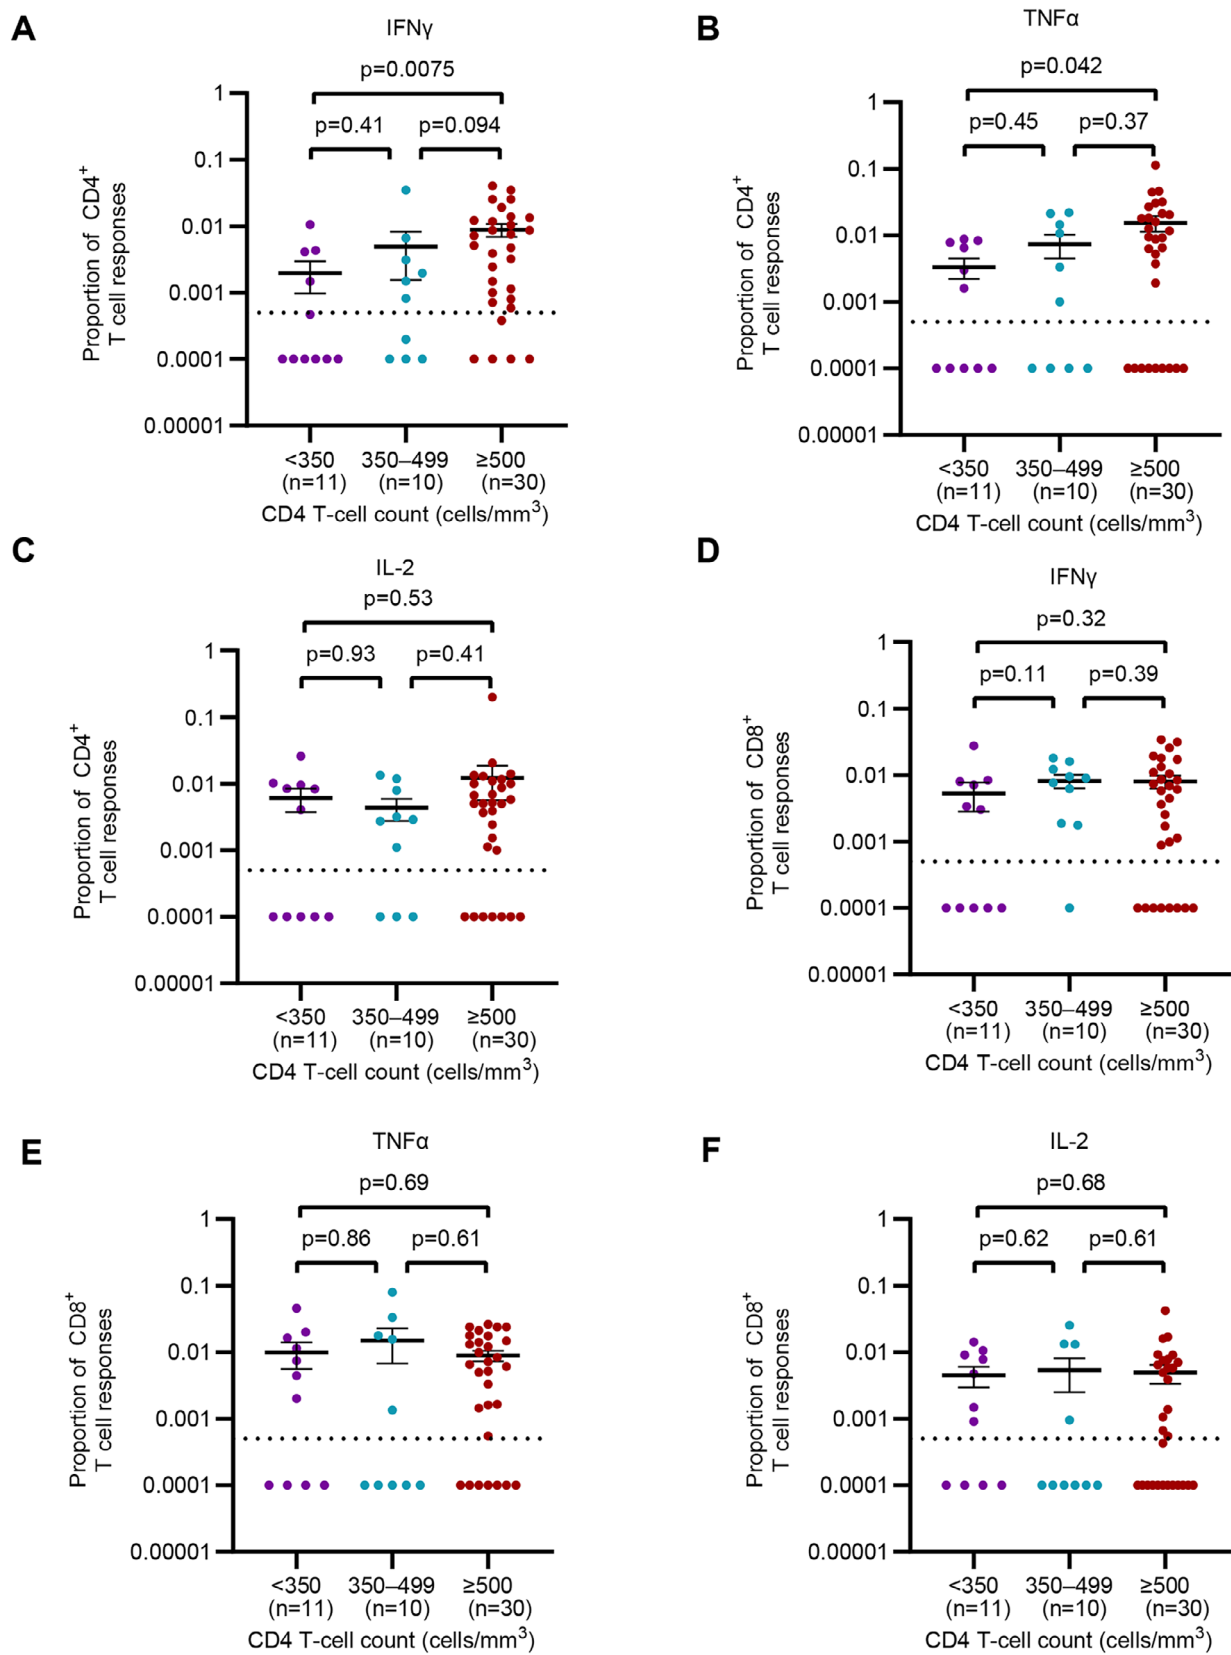 A
IFNγ
p=0.0075
p=0.41
p=0.094
1
0.1
0.01
0.001
0.0001
0.00001
Proportion of CD4+
T cell responses
<350
(n=11)
350–499
(n=10)
≥500
(n=30)
CD4 T-cell count (cells/mm3)
B
TNFα
p=0.042
p=0.45
p=0.37
1
0.1
0.01
0.001
0.0001
0.00001
Proportion of CD4+
T cell responses
<350
(n=11)
350–499
(n=10)
≥500
(n=30)
CD4 T-cell count (cells/mm3)
C
IL-2
p=0.53
p=0.93
p=0.41
1
0.1
0.01
0.001
0.0001
0.00001
Proportion of CD4+
T cell responses
<350
(n=11)
350–499
(n=10)
≥500
(n=30)
CD4 T-cell count (cells/mm3)
D
IFNγ
p=0.32
p=0.11
p=0.39
1
0.1
0.01
0.001
0.0001
0.00001
Proportion of CD8+
T cell responses
<350
(n=11)
350–499
(n=10)
≥500
(n=30)
CD4 T-cell count (cells/mm3)
E
TNFα
p=0.69
p=0.86
p=0.61
1
0.1
0.01
0.001
0.0001
0.00001
Proportion of CD8+
T cell responses
<350
(n=11)
350–499
(n=10)
≥500
(n=30)
CD4 T-cell count (cells/mm3)
F
IL-2
p=0.68
p=0.62
p=0.61
1
0.1
0.01
0.001
0.0001
0.00001
Proportion of CD8+
T cell responses
<350
(n=11)
350–499
(n=10)
≥500
(n=30)
CD4 T-cell count (cells/mm3)